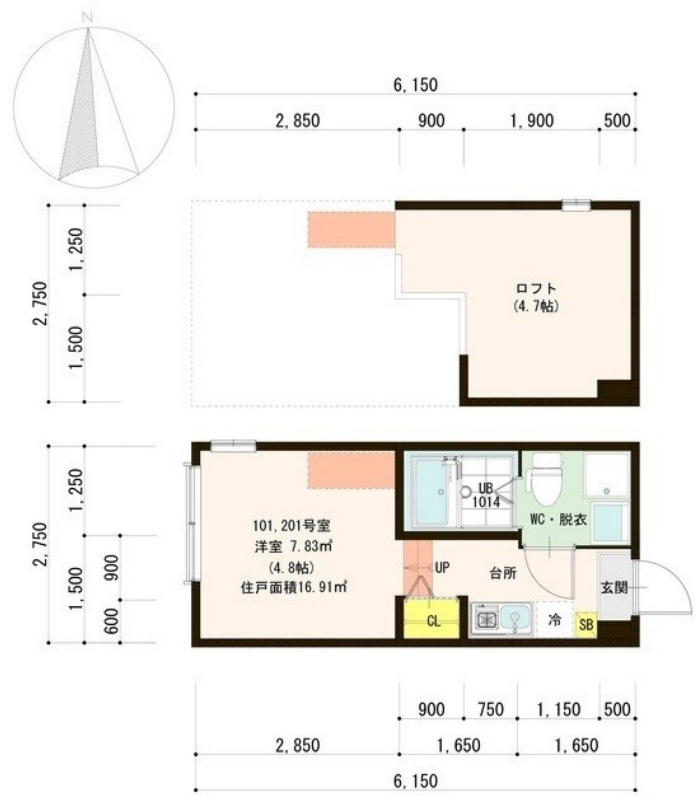 N
6,150
2,850 900 1,900 500
2,750
1,250
1,500
ロフト
(4.7帖)
2,750
1,250
1,500
900
600
101,201号室
洋室 7.83㎡
(4.8帖)
住戸面積16.91㎡
UB
1014
WC・脱衣
UP
台所
玄関
CL
冷
SB
900 750 1,150 500
2,850 1,650 1,650
6,150